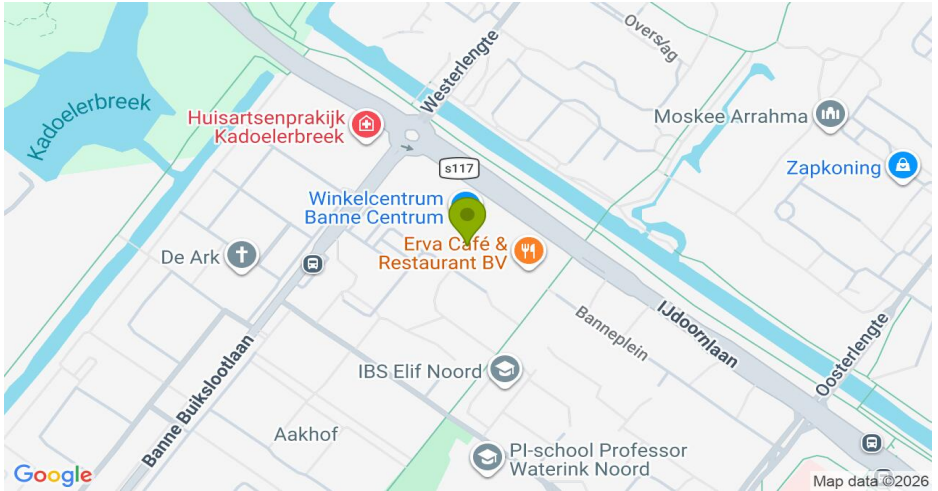 Overslag
Westerlengte
Kadoelerbreek
Huisartsenprakijk
Kadoelerbreek
Moskee Arrahma
s117
Zapkoning
Winkelcentrum
Banne Centrum
Erva Café &
Restaurant BV
De Ark
IJdoornlaan
Banneplein
Oosterlengte
Banne Buikslootlaan
IBS Elif Noord
Aakhof
PI-school Professor
Waterink Noord
Google
Map data ©2026